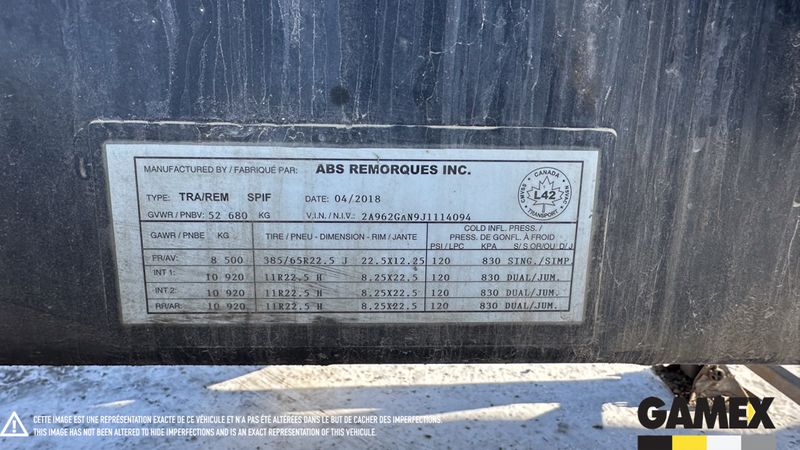 MANUFACTURED BY / FABRIQUÉ PAR: ABS REMORQUES INC.
TYPE: TRA/REM SPIF DATE: 04/2018
GVWR / PNBV: 52 680 KG V.I.N. / N.I.V.: 2A962GAN9J1114094
CANADA
CMVSS L42 NSVAC
TRANSPORT
GAWR / PNBE KG TIRE / PNEU - DIMENSION - RIM / JANTE COLD INFL. PRESS. / PRESS. DE GONFL. À FROID
PSI / LPC KPA S/ S OR/OU D/ J
FR/AV: 8 500 385/65R22.5 J 22.5X12.25 120 830 SING./SIMP.
INT 1: 10 920 11R22.5 H 8.25X22.5 120 830 DUAL/JUM.
INT 2: 10 920 11R22.5 H 8.25X22.5 120 830 DUAL/JUM.
RR/AR: 10 920 11R22.5 H 8.25X22.5 120 830 DUAL/JUM.
CETTE IMAGE EST UNE REPRÉSENTATION EXACTE DE CE VÉHICULE ET N'A PAS ÉTÉ ALTÉRÉES DANS LE BUT DE CACHER DES IMPERFECTIONS.
THIS IMAGE HAS NOT BEEN ALTERED TO HIDE IMPERFECTIONS AND IS AN EXACT REPRESENTATION OF THIS VEHICULE.
GAMEX